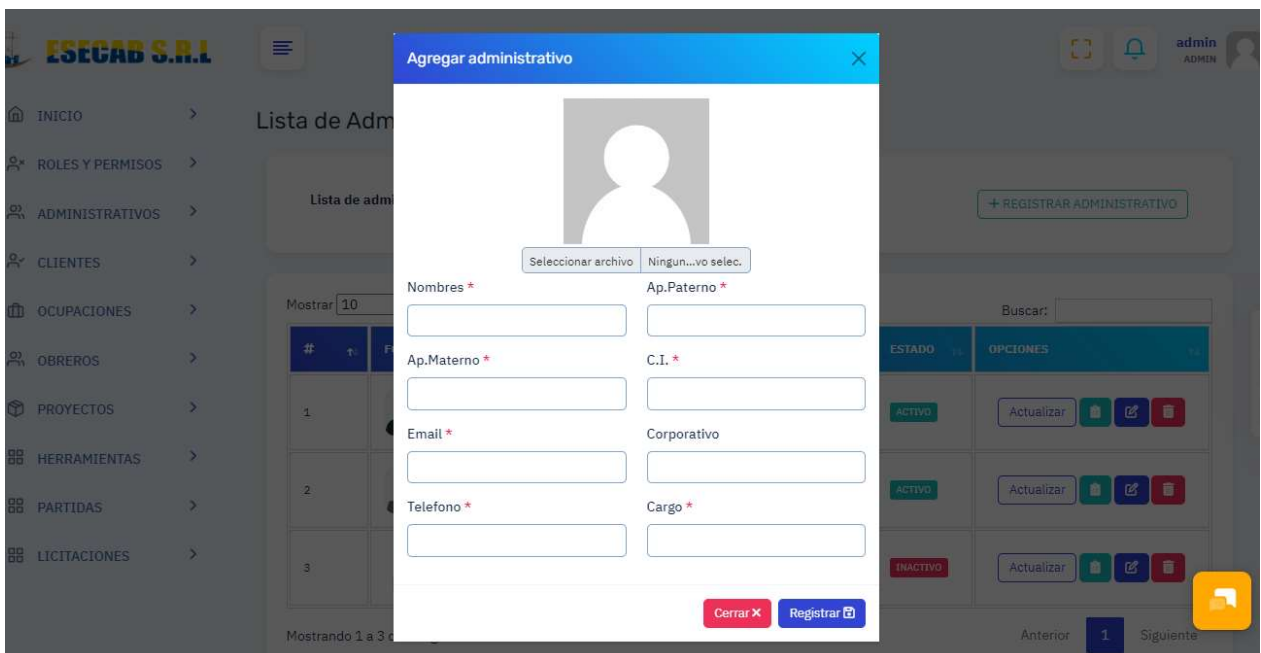 ESECAB S.R.L
admin
ADMIN
INICIO
ROLES Y PERMISOS
ADMINISTRATIVOS
CLIENTES
OCUPACIONES
OBREROS
PROYECTOS
HERRAMIENTAS
PARTIDAS
LICITACIONES
Lista de Adm
Lista de admi
+ REGISTRAR ADMINISTRATIVO
Mostrar 10
Buscar:
# ESTADO OPCIONES
1 ACTIVO Actualizar
2 ACTIVO Actualizar
3 INACTIVO Actualizar
Mostrando 1 a 3
Anterior 1 Siguiente
Agregar administrativo
Seleccionar archivo Ningun...vo selec.
Nombres * Ap.Paterno *
Ap.Materno * C.I. *
Email * Corporativo
Telefono * Cargo *
Cerrar Registrar